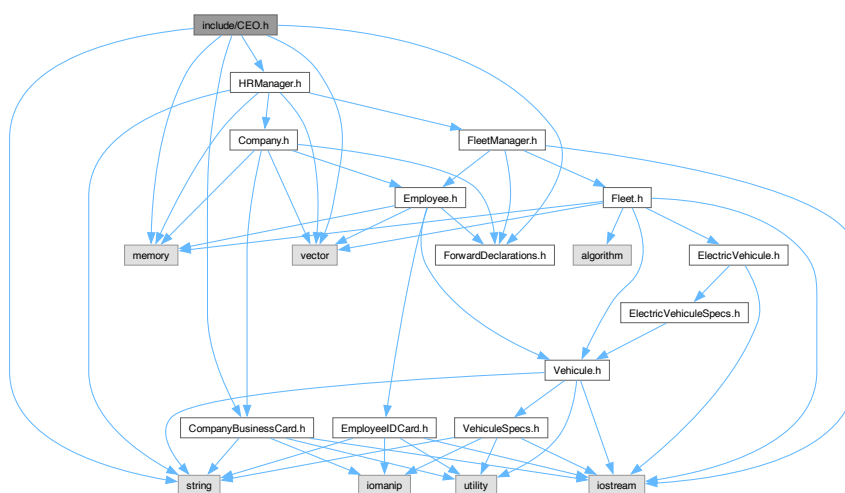 include/CEO.h
HRManager.h
Company.h
FleetManager.h
Employee.h
Fleet.h
memory
vector
ForwardDeclarations.h
algorithm
ElectricVehicule.h
ElectricVehiculeSpecs.h
Vehicule.h
CompanyBusinessCard.h
EmployeeIDCard.h
VehiculeSpecs.h
string
iomanip
utility
iostream